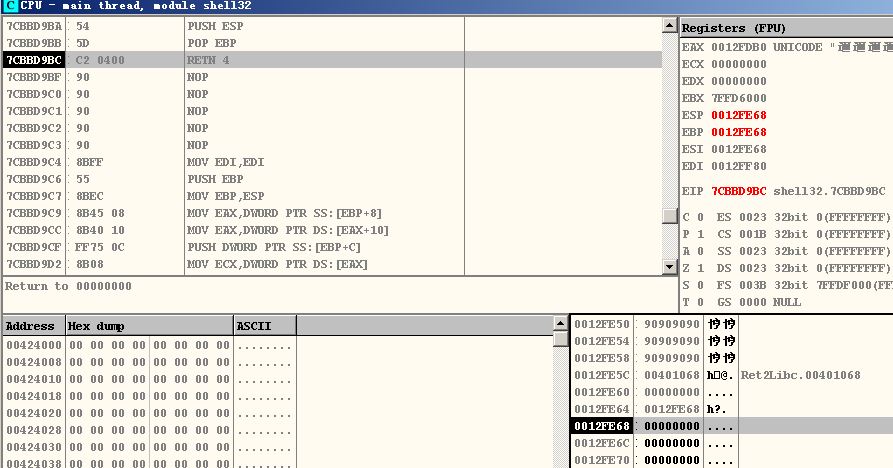 C CPU - main thread, module shell32
7CBBD9BA 54 PUSH ESP
7CBBD9BB 5D POP EBP
7CBBD9BC C2 0400 RETN 4
7CBBD9BF 90 NOP
7CBBD9C0 90 NOP
7CBBD9C1 90 NOP
7CBBD9C2 90 NOP
7CBBD9C3 90 NOP
7CBBD9C4 8BFF MOV EDI,EDI
7CBBD9C6 55 PUSH EBP
7CBBD9C7 8BEC MOV EBP,ESP
7CBBD9C9 8B45 08 MOV EAX,DWORD PTR SS:[EBP+8]
7CBBD9CC 8B40 10 MOV EAX,DWORD PTR DS:[EAX+10]
7CBBD9CF FF75 0C PUSH DWORD PTR SS:[EBP+C]
7CBBD9D2 8B08 MOV ECX,DWORD PTR DS:[EAX]
Return to 00000000
Registers (FPU)
EAX 0012FDB0 UNICODE "
ECX 00000000
EDX 00000000
EBX 7FFD6000
ESP 0012FE68
EBP 0012FE68
ESI 0012FE68
EDI 0012FF80
EIP 7CBBD9BC shell32.7CBBD9BC
C 0 ES 0023 32bit 0(FFFFFFFF)
P 1 CS 001B 32bit 0(FFFFFFFF)
A 0 SS 0023 32bit 0(FFFFFFFF)
Z 1 DS 0023 32bit 0(FFFFFFFF)
S 0 FS 003B 32bit 7FFDF000(FF
T 0 GS 0000 NULL
Address Hex dump ASCII
00424000 00 00 00 00 00 00 00 00 ........
00424008 00 00 00 00 00 00 00 00 ........
00424010 00 00 00 00 00 00 00 00 ........
00424018 00 00 00 00 00 00 00 00 ........
00424020 00 00 00 00 00 00 00 00 ........
00424028 00 00 00 00 00 00 00 00 ........
00424030 00 00 00 00 00 00 00 00 ........
00424038 00 00 00 00 00 00 00 00 ........
0012FE50 90909090
0012FE54 90909090
0012FE58 90909090
0012FE5C 00401068 h□@. Ret2Libc.00401068
0012FE60 00000000 ....
0012FE64 0012FE68 h?.
0012FE68 00000000 ....
0012FE6C 00000000 ....
0012FE70 00000000 ....